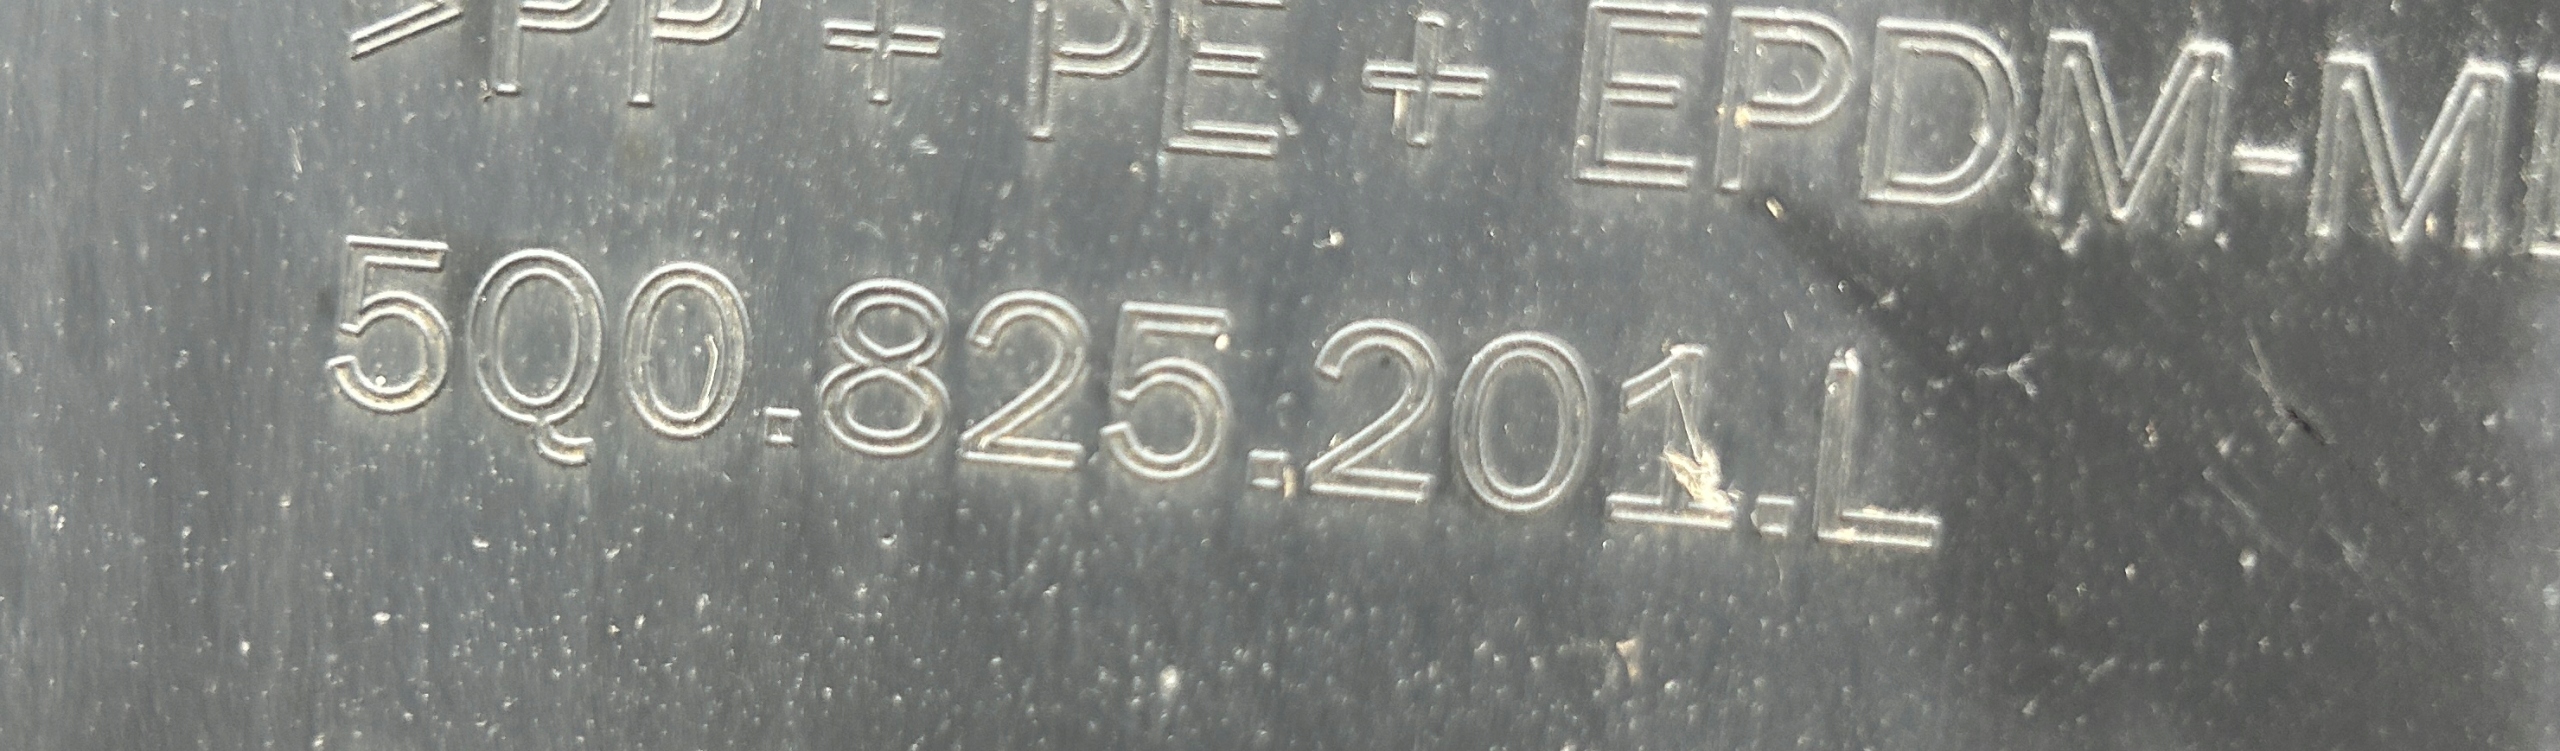 >PP + PE + EPDM-M
5Q0.825.201.L